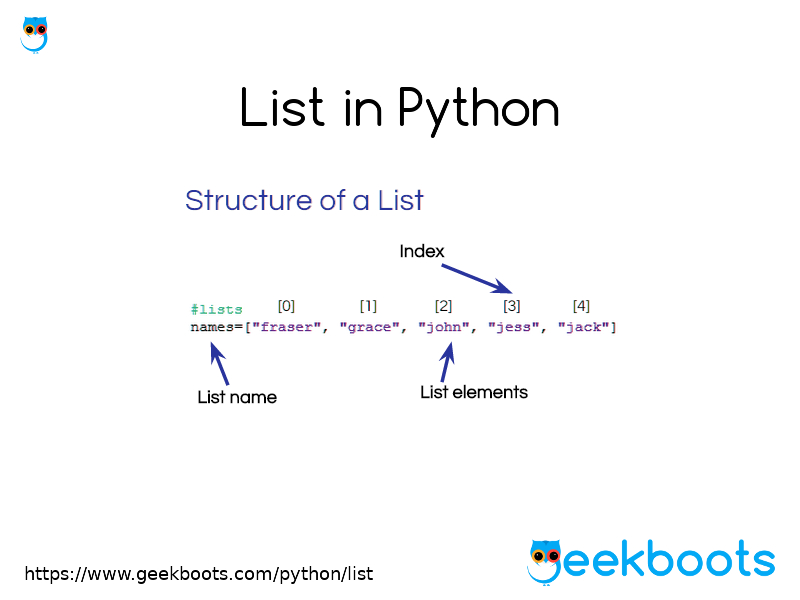 List in Python
Structure of a List
Index
#lists [0] [1] [2] [3] [4]
names=["fraser", "grace", "john", "jess", "jack"]
List name
List elements
https://www.geekboots.com/python/list
geekboots